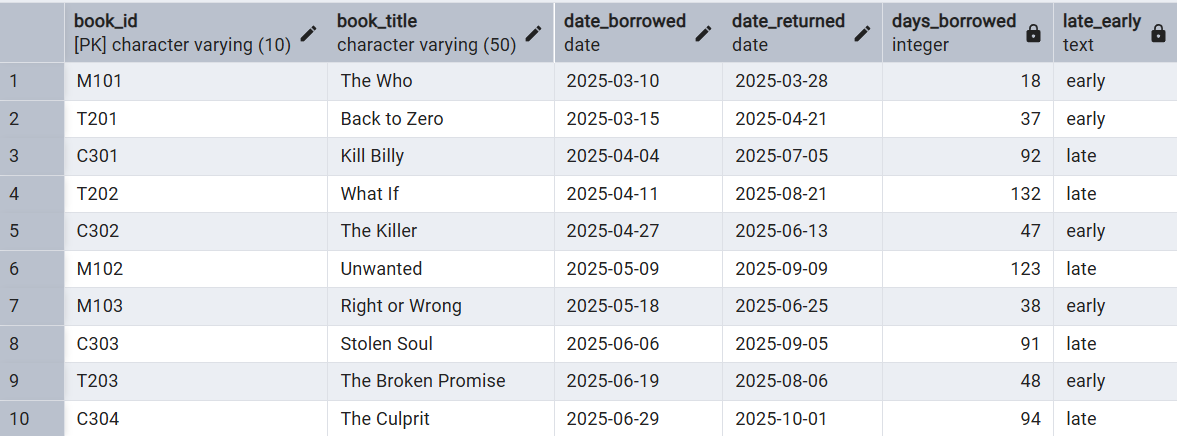 book_id book_title date_borrowed date_returned days_borrowed late_early
[PK] character varying (10) character varying (50) date date integer text
1 M101 The Who 2025-03-10 2025-03-28 18 early
2 T201 Back to Zero 2025-03-15 2025-04-21 37 early
3 C301 Kill Billy 2025-04-04 2025-07-05 92 late
4 T202 What If 2025-04-11 2025-08-21 132 late
5 C302 The Killer 2025-04-27 2025-06-13 47 early
6 M102 Unwanted 2025-05-09 2025-09-09 123 late
7 M103 Right or Wrong 2025-05-18 2025-06-25 38 early
8 C303 Stolen Soul 2025-06-06 2025-09-05 91 late
9 T203 The Broken Promise 2025-06-19 2025-08-06 48 early
10 C304 The Culprit 2025-06-29 2025-10-01 94 late